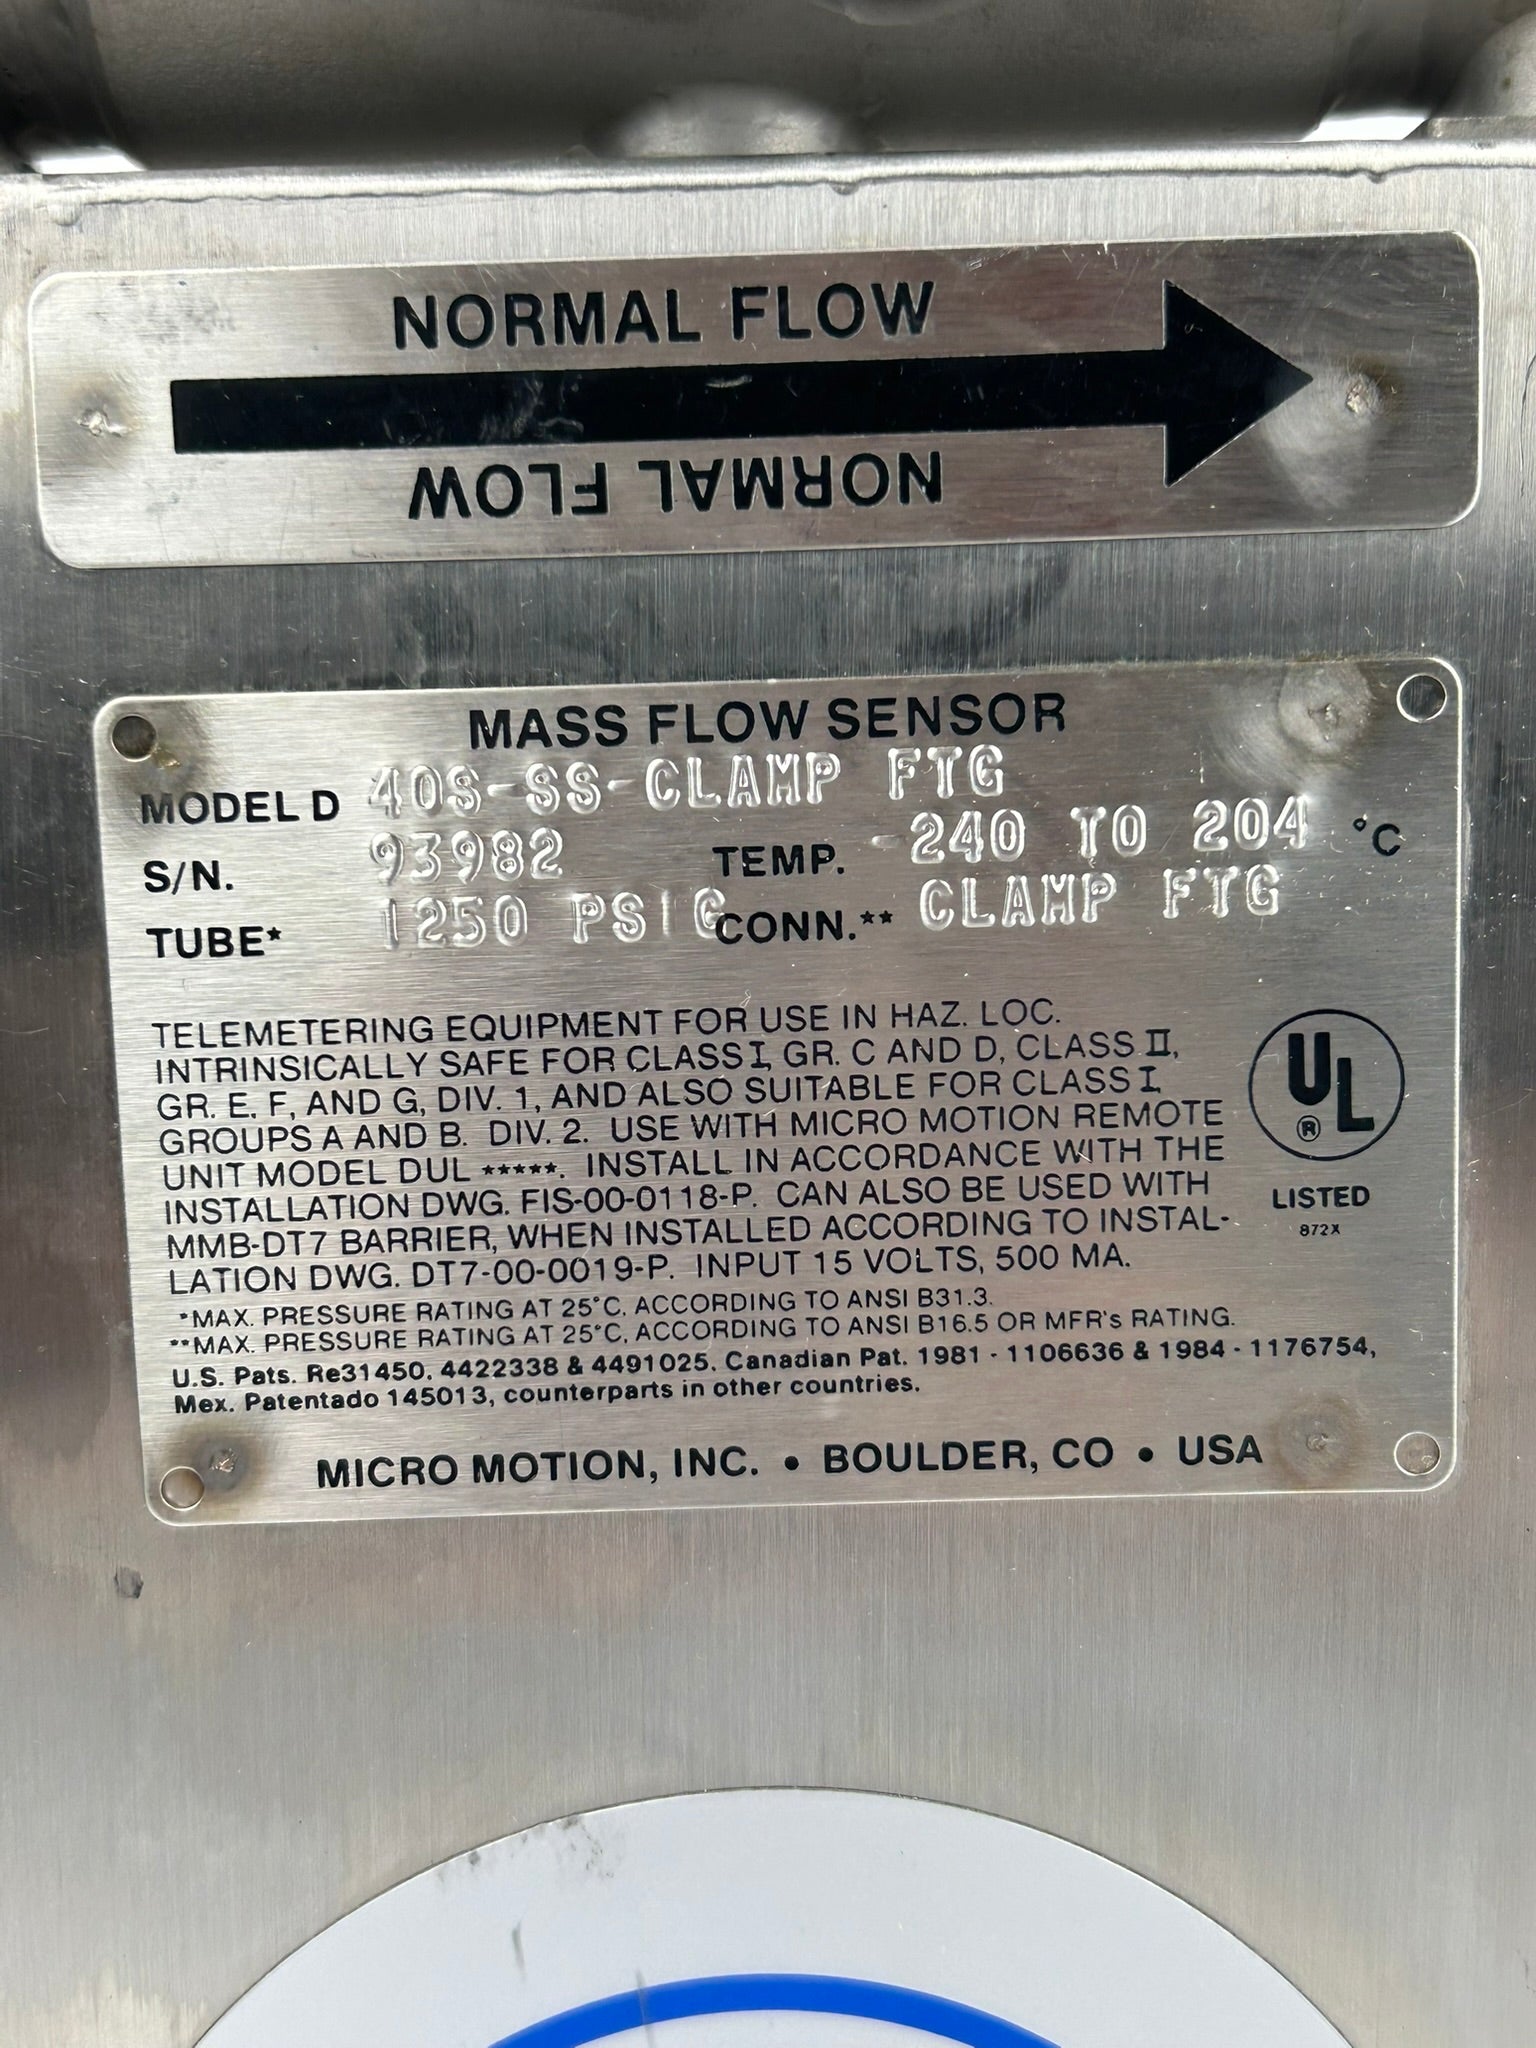 NORMAL FLOW
NORMAL FLOW
MASS FLOW SENSOR
MODEL D 40S-SS-CLAMP FTG
S/N. 93982 TEMP. -240 TO 204 °C
TUBE* 1250 PSIG CONN.** CLAMP FTG
TELEMETERING EQUIPMENT FOR USE IN HAZ. LOC.
INTRINSICALLY SAFE FOR CLASS I, GR. C AND D, CLASS II,
GR. E, F, AND G, DIV. 1, AND ALSO SUITABLE FOR CLASS I,
GROUPS A AND B. DIV. 2. USE WITH MICRO MOTION REMOTE
UNIT MODEL DUL *****. INSTALL IN ACCORDANCE WITH THE
INSTALLATION DWG. FIS-00-0118-P. CAN ALSO BE USED WITH
MMB-DT7 BARRIER, WHEN INSTALLED ACCORDING TO INSTAL-
LATION DWG. DT7-00-0019-P. INPUT 15 VOLTS, 500 MA.
UL
®
LISTED
872X
*MAX. PRESSURE RATING AT 25°C, ACCORDING TO ANSI B31.3.
**MAX. PRESSURE RATING AT 25°C, ACCORDING TO ANSI B16.5 OR MFR's RATING.
U.S. Pats. Re31450, 4422338 & 4491025. Canadian Pat. 1981 - 1106636 & 1984 - 1176754,
Mex. Patentado 145013, counterparts in other countries.
MICRO MOTION, INC. • BOULDER, CO • USA